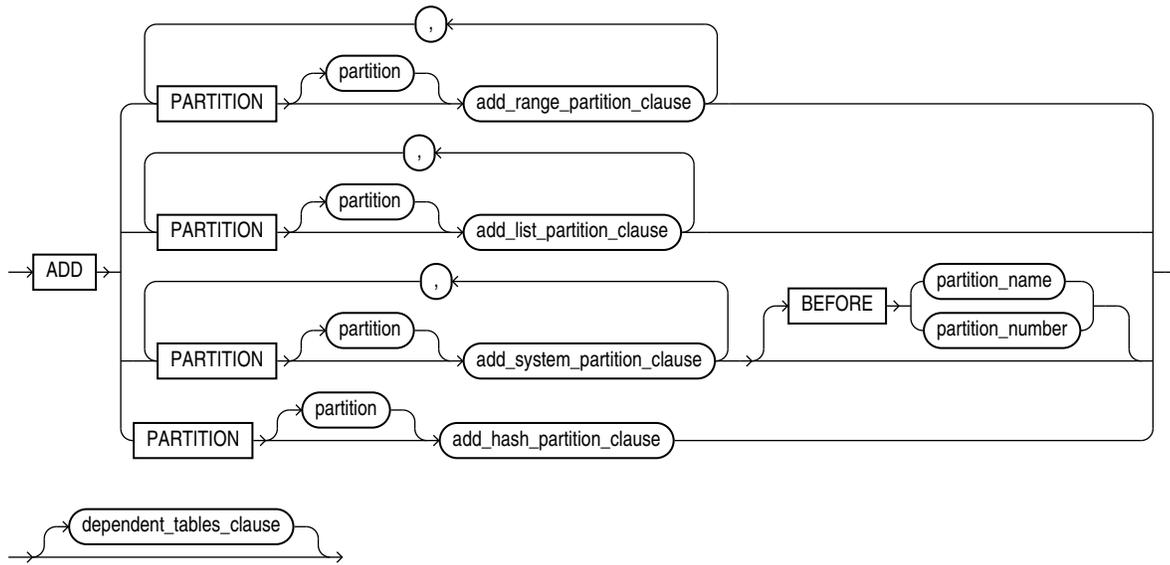 ,
partition
PARTITION add_range_partition_clause
,
partition
PARTITION add_list_partition_clause
ADD
,
partition_name
BEFORE
partition partition_number
PARTITION add_system_partition_clause
partition
PARTITION add_hash_partition_clause
dependent_tables_clause